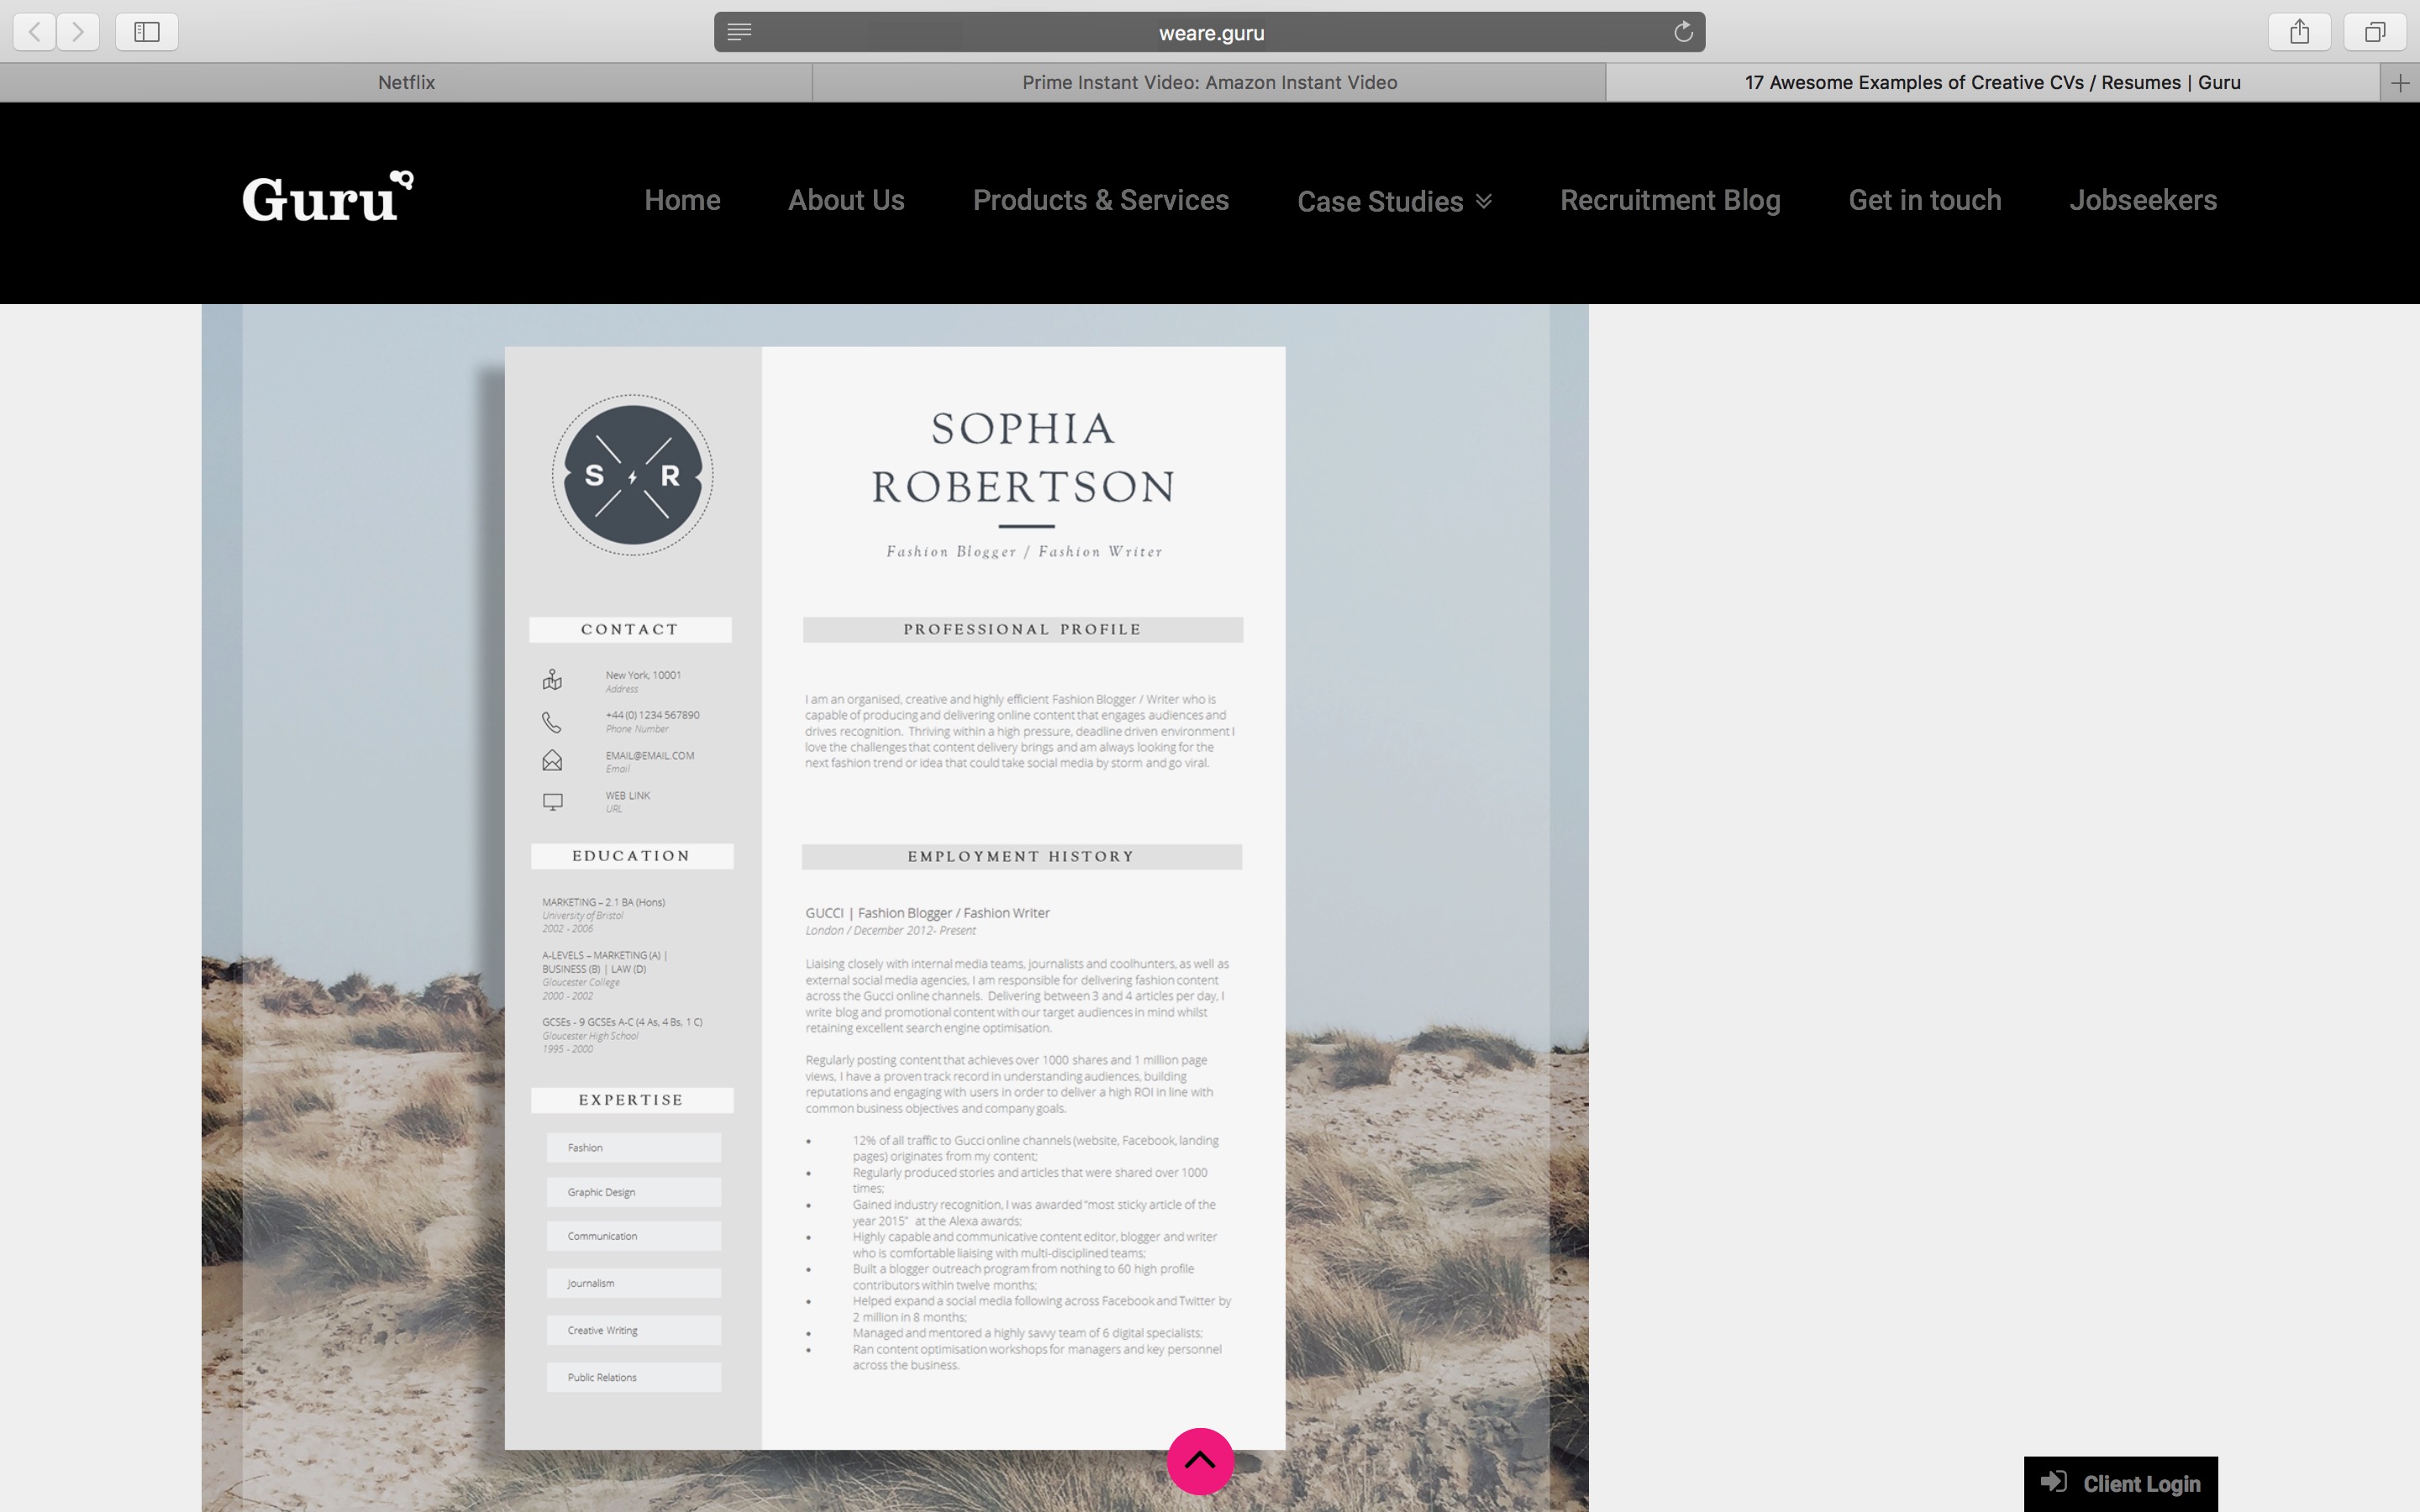 weare.guru
Netflix
Prime Instant Video: Amazon Instant Video
17 Awesome Examples of Creative CVs / Resumes | Guru
Guru
Home
About Us
Products & Services
Case Studies
Recruitment Blog
Get in touch
Jobseekers
S R
CONTACT
New York, 10001
Address
+44 (0) 1234 567890
Phone Number
EMAIL@EMAIL.COM
Email
WEB LINK
URL
EDUCATION
MARKETING – 2.1 BA (Hons)
University of Bristol
2002 - 2006
A-LEVELS – MARKETING (A) |
BUSINESS (B) | LAW (D)
Gloucester College
2000 - 2002
GCSEs - 9 GCSEs A-C (4 As, 4 Bs, 1 C)
Gloucester High School
1995 - 2000
EXPERTISE
Fashion
Graphic Design
Communication
Journalism
Creative Writing
Public Relations
SOPHIA
ROBERTSON
Fashion Blogger / Fashion Writer
PROFESSIONAL PROFILE
I am an organised, creative and highly efficient Fashion Blogger / Writer who is
capable of producing and delivering online content that engages audiences and
drives recognition. Thriving within a high pressure, deadline driven environment I
love the challenges that content delivery brings and am always looking for the
next fashion trend or idea that could take social media by storm and go viral.
EMPLOYMENT HISTORY
GUCCI | Fashion Blogger / Fashion Writer
London / December 2012- Present
Liaising closely with internal media teams, journalists and coolhunters, as well as
external social media agencies, I am responsible for delivering fashion content
across the Gucci online channels. Delivering between 3 and 4 articles per day, I
write blog and promotional content with our target audiences in mind whilst
retaining excellent search engine optimisation.
Regularly posting content that achieves over 1000 shares and 1 million page
views, I have a proven track record in understanding audiences, building
reputations and engaging with users in order to deliver a high ROI in line with
common business objectives and company goals.
• 12% of all traffic to Gucci online channels (website, Facebook, landing
pages) originates from my content;
• Regularly produced stories and articles that were shared over 1000
times;
• Gained industry recognition, I was awarded "most sticky article of the
year 2015" at the Alexa awards;
• Highly capable and communicative content editor, blogger and writer
who is comfortable liaising with multi-disciplined teams;
• Built a blogger outreach program from nothing to 60 high profile
contributors within twelve months;
• Helped expand a social media following across Facebook and Twitter by
2 million in 8 months;
• Managed and mentored a highly savvy team of 6 digital specialists;
• Ran content optimisation workshops for managers and key personnel
across the business.
Client Login